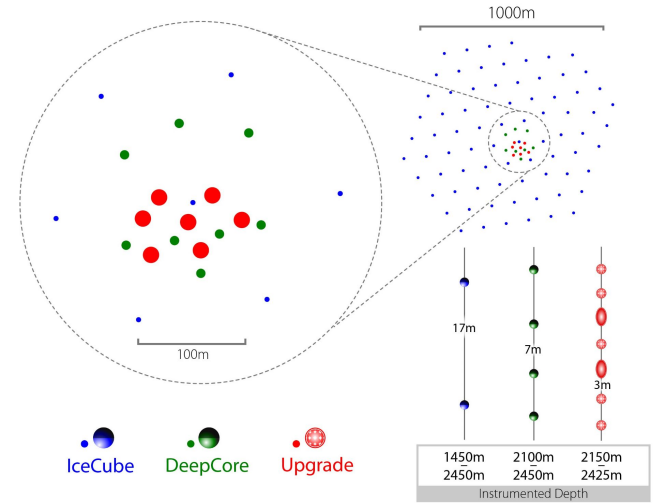 1000m
100m
17m
7m
3m
IceCube
DeepCore
Upgrade
1450m
–
2450m
2100m
–
2450m
2150m
–
2425m
Instrumented Depth